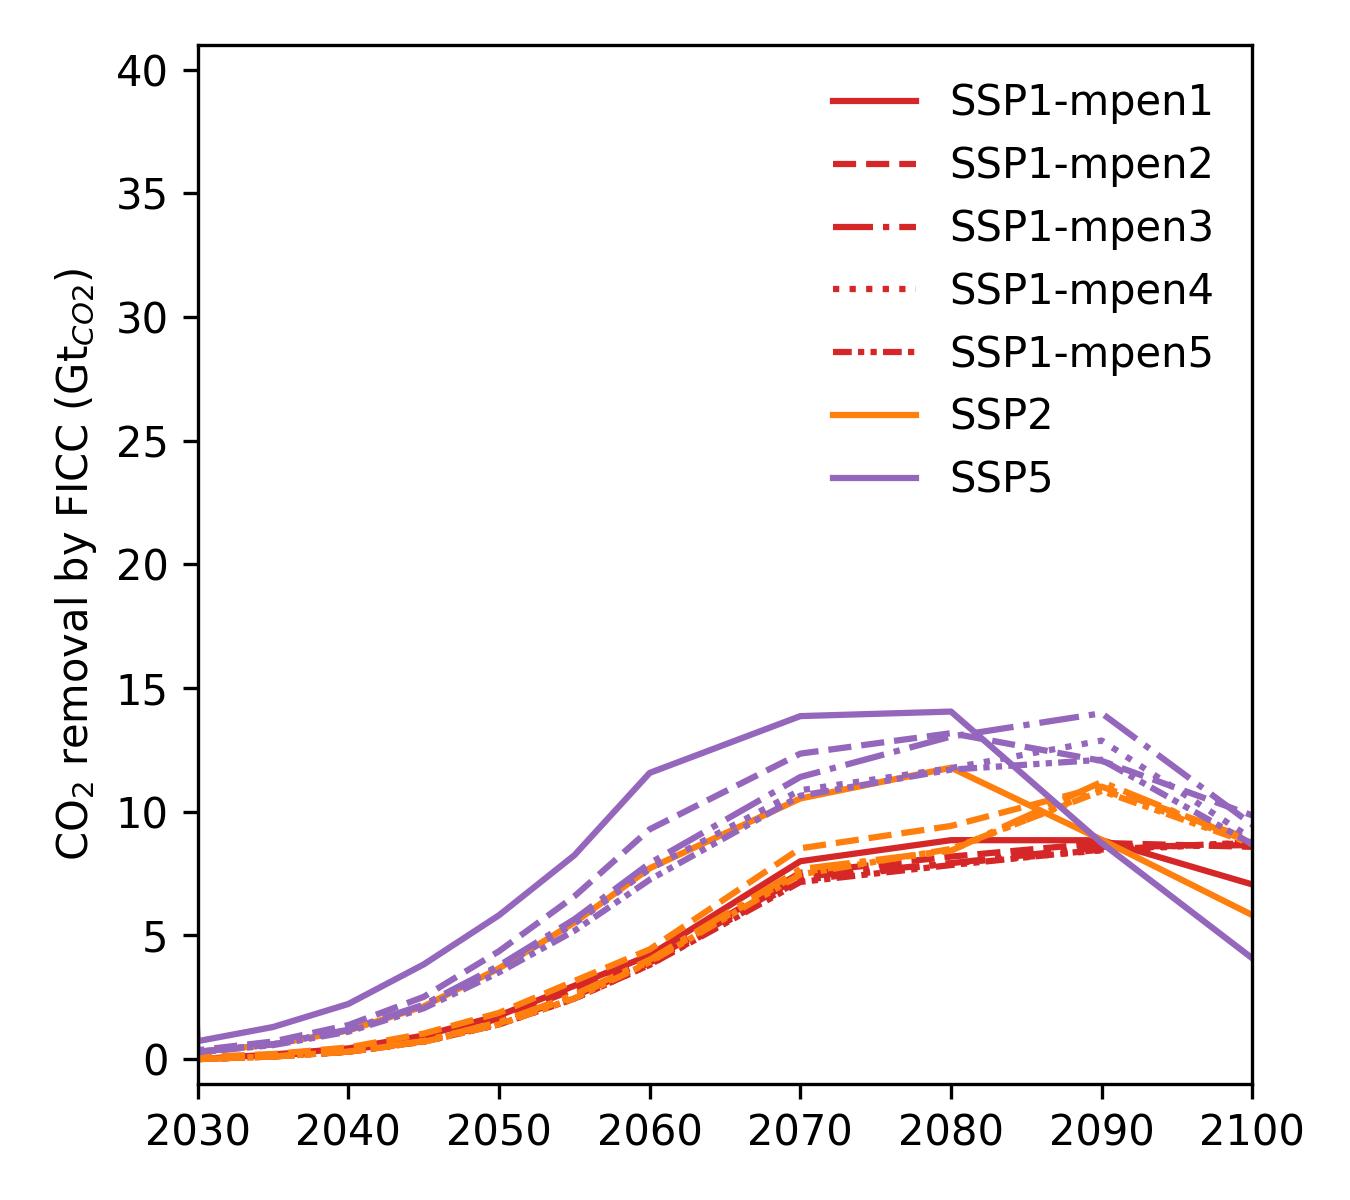 CO₂ removal by FICC (Gt_CO2)
40
35
30
25
20
15
10
5
0
SSP1-mpen1
SSP1-mpen2
SSP1-mpen3
SSP1-mpen4
SSP1-mpen5
SSP2
SSP5
2030 2040 2050 2060 2070 2080 2090 2100